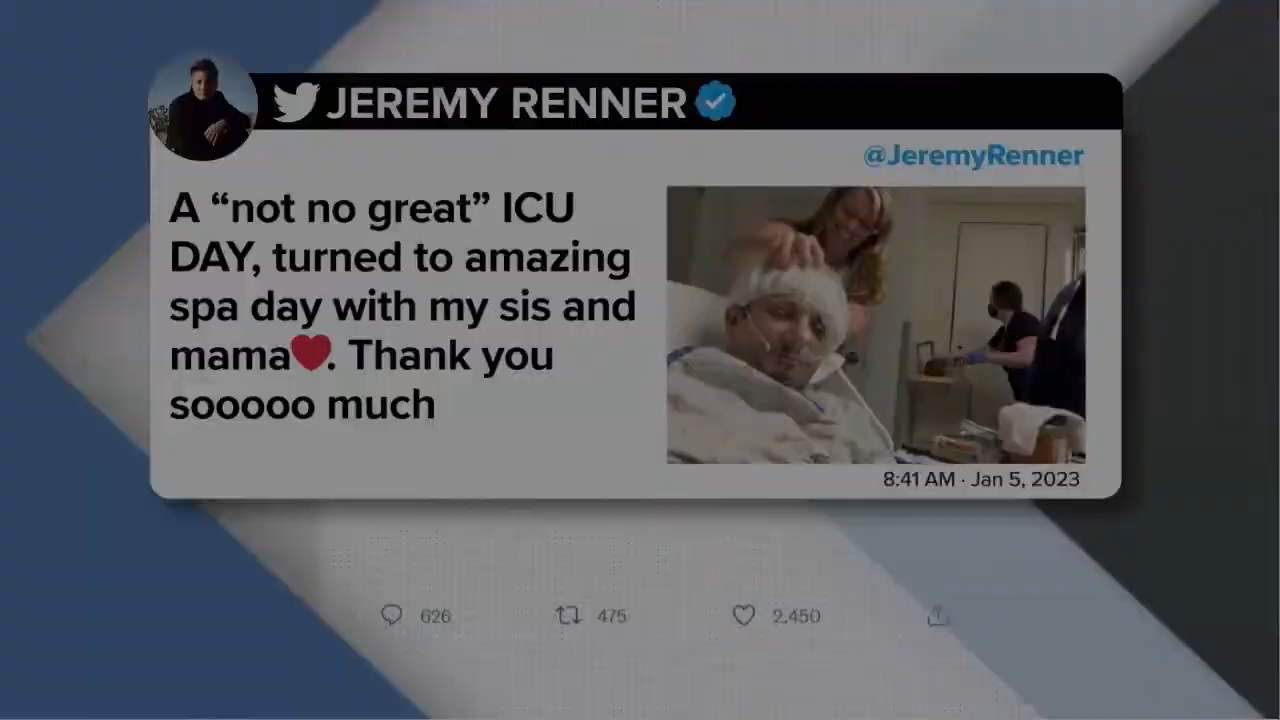 JEREMY RENNER
@JeremyRenner
A “not no great” ICU
DAY, turned to amazing
spa day with my sis and
mama❤. Thank you
sooooo much
8:41 AM · Jan 5, 2023
626 475 2,450